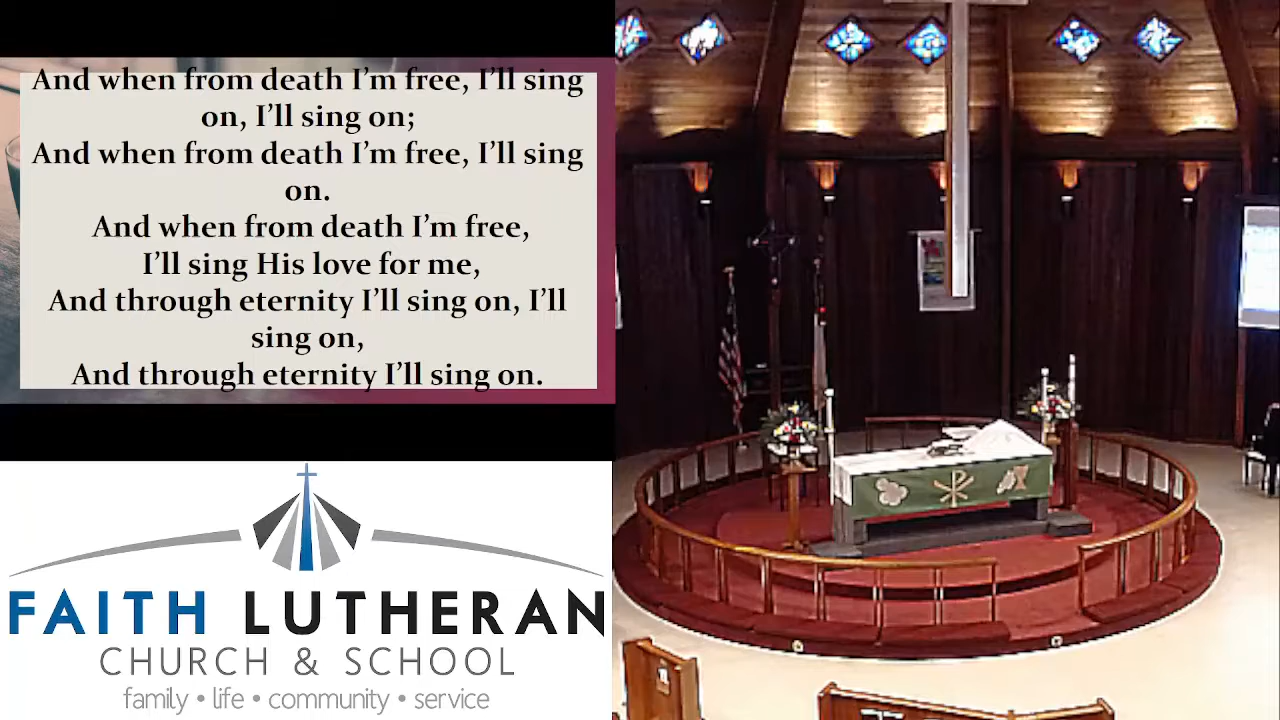 And when from death I’m free, I’ll sing
on, I’ll sing on;
And when from death I’m free, I’ll sing
on.
And when from death I’m free,
I’ll sing His love for me,
And through eternity I’ll sing on, I’ll
sing on,
And through eternity I’ll sing on.
FAITH LUTHERAN
CHURCH & SCHOOL
family • life • community • service